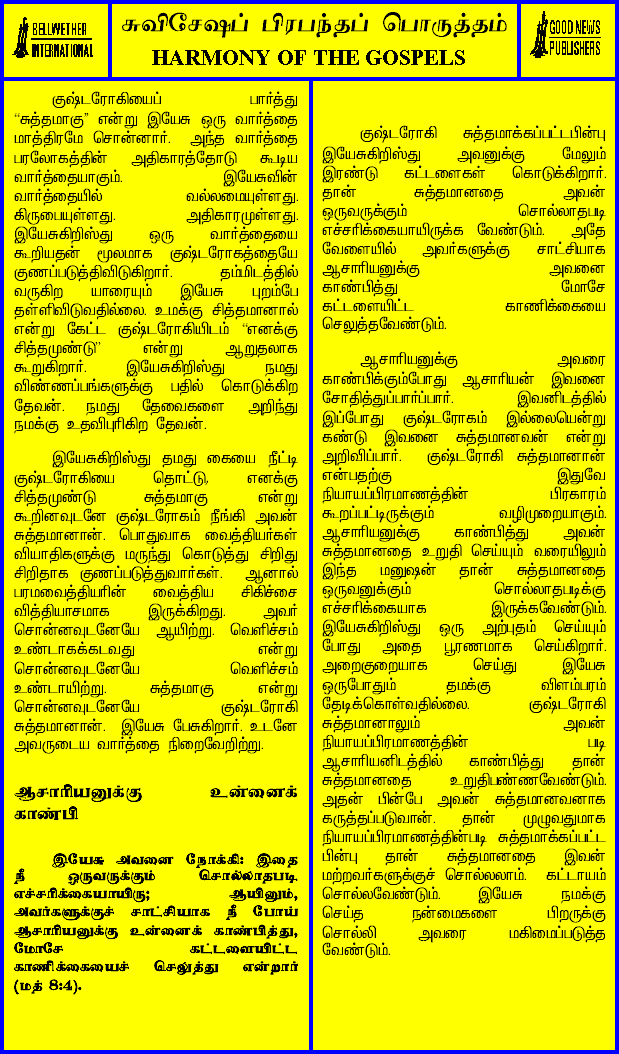 BELLWETHER
INTERNATIONAL
சுவிசேஷப் பிரபந்தப் பொருத்தம்
HARMONY OF THE GOSPELS
GOOD NEWS
PUBLISHERS
குஷ்டரோகியைப் பார்த்து
“சுத்தமாகு” என்று இயேசு ஒரு வார்த்தை
மாத்திரமே சொன்னார். அந்த வார்த்தை
பரலோகத்தின் அதிகாரத்தோடு கூடிய
வார்த்தையாகும். இயேசுவின்
வார்த்தையில் வல்லமையுள்ளது.
கிருபையுள்ளது. அதிகாரமுள்ளது.
இயேசுகிறிஸ்து ஒரு வார்த்தையை
கூறியதன் மூலமாக குஷ்டரோகத்தையே
குணப்படுத்திவிடுகிறார். தம்மிடத்தில்
வருகிற யாரையும் இயேசு புறம்பே
தள்ளிவிடுவதில்லை. உமக்கு சித்தமானால்
என்று கேட்ட குஷ்டரோகியிடம் “எனக்கு
சித்தமுண்டு” என்று ஆறுதலாக
கூறுகிறார். இயேசுகிறிஸ்து நமது
விண்ணப்பங்களுக்கு பதில் கொடுக்கிற
தேவன். நமது தேவைகளை அறிந்து
நமக்கு உதவிபுரிகிற தேவன்.
இயேசுகிறிஸ்து தமது கையை நீட்டி
குஷ்டரோகியை தொட்டு, எனக்கு
சித்தமுண்டு சுத்தமாகு என்று
கூறினவுடனே குஷ்டரோகம் நீங்கி அவன்
சுத்தமானான். பொதுவாக வைத்தியர்கள்
வியாதிகளுக்கு மருந்து கொடுத்து சிறிது
சிறிதாக குணப்படுத்துவார்கள். ஆனால்
பரமவைத்தியரின் வைத்திய சிகிச்சை
வித்தியாசமாக இருக்கிறது. அவர்
சொன்னவுடனேயே ஆயிற்று. வெளிச்சம்
உண்டாகக்கடவது என்று
சொன்னவுடனேயே வெளிச்சம்
உண்டாயிற்று. சுத்தமாகு என்று
சொன்னவுடனேயே குஷ்டரோகி
சுத்தமானான். இயேசு பேசுகிறார். உடனே
அவருடைய வார்த்தை நிறைவேறிற்று.
ஆசாரியனுக்கு உன்னைக்
காண்பி
இயேசு அவனை நோக்கி: இதை
நீ ஒருவருக்கும் சொல்லாதபடி
எச்சரிக்கையாயிரு; ஆயினும்,
அவர்களுக்குச் சாட்சியாக நீ போய்
ஆசாரியனுக்கு உன்னைக் காண்பித்து,
மோசே கட்டளையிட்ட
காணிக்கையைச் செலுத்து என்றார்
(மத் 8:4).
குஷ்டரோகி சுத்தமாக்கப்பட்டபின்பு
இயேசுகிறிஸ்து அவனுக்கு மேலும்
இரண்டு கட்டளைகள் கொடுக்கிறார்.
தான் சுத்தமானதை அவன்
ஒருவருக்கும் சொல்லாதபடி
எச்சரிக்கையாயிருக்க வேண்டும். அதே
வேளையில் அவர்களுக்கு சாட்சியாக
ஆசாரியனுக்கு அவனை
காண்பித்து மோசே
கட்டளையிட்ட காணிக்கையை
செலுத்தவேண்டும்.
ஆசாரியனுக்கு அவரை
காண்பிக்கும்போது ஆசாரியன் இவனை
சோதித்துப்பார்ப்பார். இவனிடத்தில்
இப்போது குஷ்டரோகம் இல்லையென்று
கண்டு இவனை சுத்தமானவன் என்று
அறிவிப்பார். குஷ்டரோகி சுத்தமானான்
என்பதற்கு இதுவே
நியாயப்பிரமாணத்தின் பிரகாரம்
கூறப்பட்டிருக்கும் வழிமுறையாகும்.
ஆசாரியனுக்கு காண்பித்து அவன்
சுத்தமானதை உறுதி செய்யும் வரையிலும்
இந்த மனுஷன் தான் சுத்தமானதை
ஒருவனுக்கும் சொல்லாதபடிக்கு
எச்சரிக்கையாக இருக்கவேண்டும்.
இயேசுகிறிஸ்து ஒரு அற்புதம் செய்யும்
போது அதை பூரணமாக செய்கிறார்.
அறைகுறையாக செய்து இயேசு
ஒருபோதும் தமக்கு விளம்பரம்
தேடிக்கொள்வதில்லை. குஷ்டரோகி
சுத்தமானாலும் அவன்
நியாயப்பிரமாணத்தின் படி
ஆசாரியனிடத்தில் காண்பித்து தான்
சுத்தமானதை உறுதிபண்ணவேண்டும்.
அதன் பின்பே அவன் சுத்தமானவனாக
கருத்தப்படுவான். தான் முழுவதுமாக
நியாயப்பிரமாணத்தின்படி சுத்தமாக்கப்பட்ட
பின்பு தான் சுத்தமானதை இவன்
மற்றவர்களுக்குச் சொல்லலாம். கட்டாயம்
சொல்லவேண்டும். இயேசு நமக்கு
செய்த நன்மைகளை பிறருக்கு
சொல்லி அவரை மகிமைப்படுத்த
வேண்டும்.